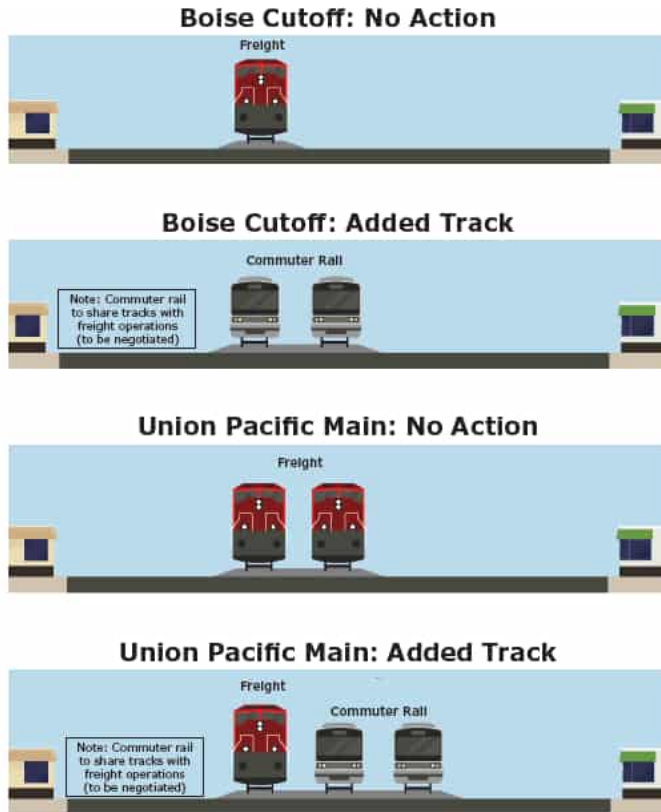 Boise Cutoff: No Action
Freight
Boise Cutoff: Added Track
Commuter Rail
Note: Commuter rail
to share tracks with
freight operations
(to be negotiated)
Union Pacific Main: No Action
Freight
Union Pacific Main: Added Track
Freight
Commuter Rail
Note: Commuter rail
to share tracks with
freight operations
(to be negotiated)